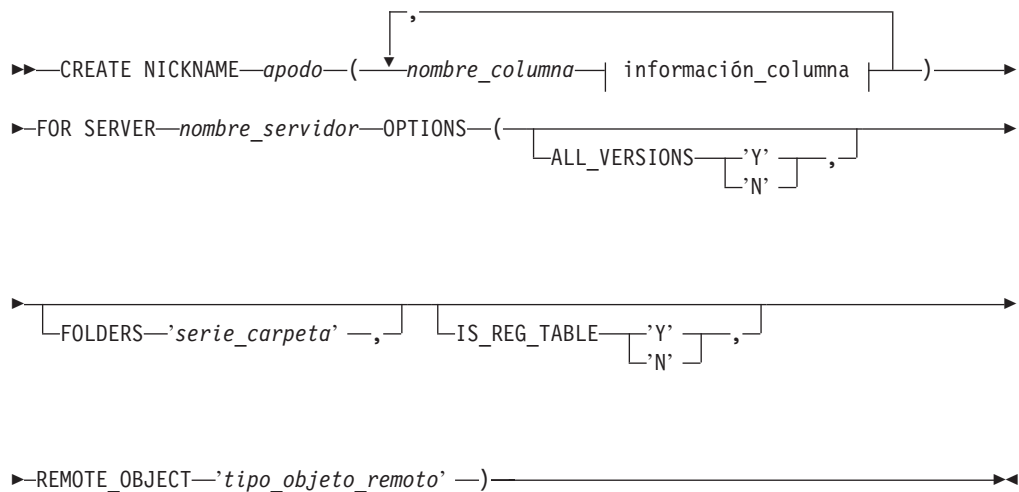 ,
CREATE NICKNAME apodo ( nombre_columna información_columna )
FOR SERVER nombre_servidor OPTIONS (
ALL_VERSIONS ’Y’ ,
’N’
FOLDERS ’serie_carpeta’ , IS_REG_TABLE ’Y’ ,
’N’
REMOTE_OBJECT ’tipo_objeto_remoto’ )